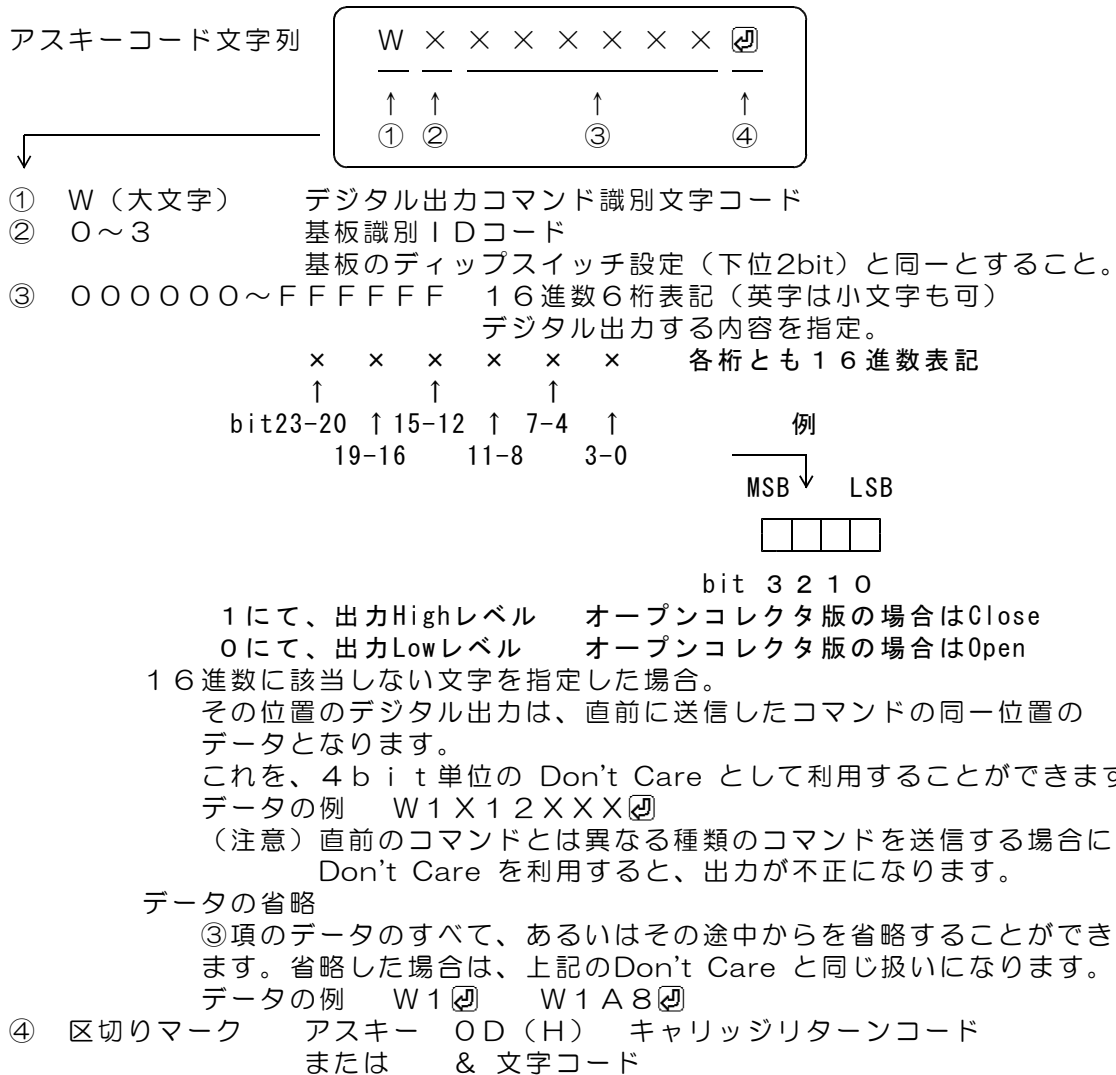 アスキーコード文字列　W × × × × × × × ⏎
↑ ↑ ↑ ↑
① ② ③ ④
① W（大文字）　デジタル出力コマンド識別文字コード
② 0～3　基板識別IDコード
基板のディップスイッチ設定（下位2bit）と同一とすること。
③ 000000～FFFFFF　16進数6桁表記（英字は小文字も可）
デジタル出力する内容を指定。
× × × × × ×　各桁とも16進数表記
↑ ↑ ↑
bit23-20 ↑ 15-12 ↑ 7-4 ↑　例
19-16 11-8 3-0
MSB LSB
bit 3 2 1 0
1にて、出力Highレベル　オープンコレクタ版の場合はClose
0にて、出力Lowレベル　オープンコレクタ版の場合はOpen
16進数に該当しない文字を指定した場合。
その位置のデジタル出力は、直前に送信したコマンドの同一位置の
データとなります。
これを、4bit単位の Don't Care として利用することができます
データの例　W1X12XXX⏎
（注意）直前のコマンドとは異なる種類のコマンドを送信する場合に
Don't Care を利用すると、出力が不正になります。
データの省略
③項のデータのすべて、あるいはその途中からを省略することができ
ます。省略した場合は、上記のDon't Care と同じ扱いになります。
データの例　W1⏎　W1A8⏎
④ 区切りマーク　アスキー　0D（H）　キャリッジリターンコード
または　& 文字コード